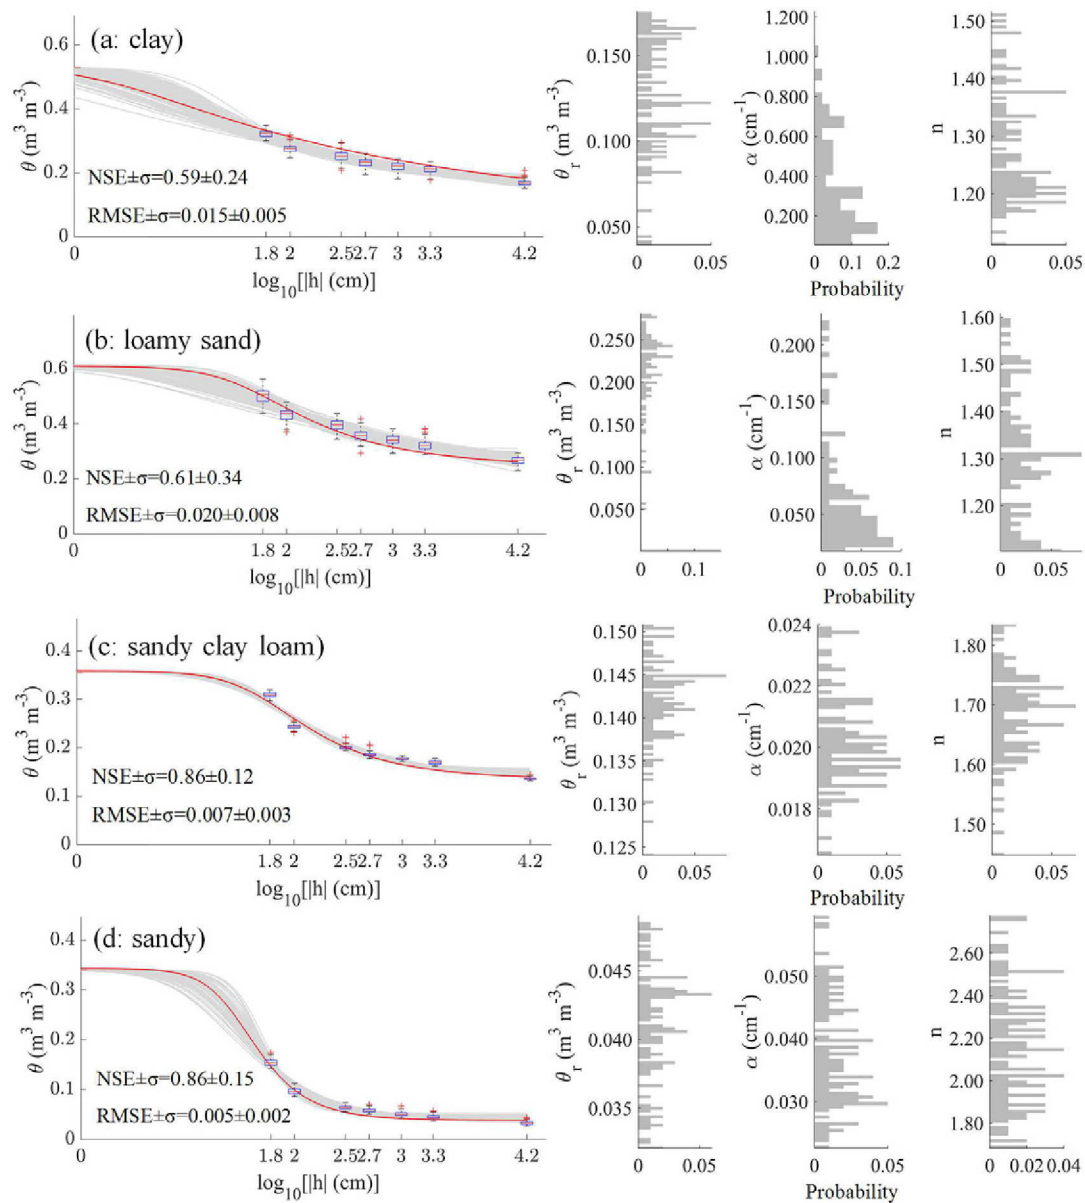 (a: clay)
θ (m³ m⁻³)
0.6
0.4
0.2
0
NSE±σ=0.59±0.24
RMSE±σ=0.015±0.005
0 1.8 2 2.5 2.7 3 3.3 4.2
log₁₀[|h| (cm)]
θᵣ (m³ m⁻³)
0.150
0.100
0.050
0 0.05
α (cm⁻¹)
1.200
1.000
0.800
0.600
0.400
0.200
0 0.1 0.2
Probability
n
1.50
1.40
1.30
1.20
0 0.05
(b: loamy sand)
θ (m³ m⁻³)
0.6
0.4
0.2
0
NSE±σ=0.61±0.34
RMSE±σ=0.020±0.008
0 1.8 2 2.5 2.7 3 3.3 4.2
log₁₀[|h| (cm)]
θᵣ (m³ m⁻³)
0.250
0.200
0.150
0.100
0.050
0 0.1
α (cm⁻¹)
0.200
0.150
0.100
0.050
0 0.05 0.1
Probability
n
1.60
1.50
1.40
1.30
1.20
0 0.05
(c: sandy clay loam)
θ (m³ m⁻³)
0.4
0.3
0.2
0.1
0
NSE±σ=0.86±0.12
RMSE±σ=0.007±0.003
0 1.8 2 2.5 2.7 3 3.3 4.2
log₁₀[|h| (cm)]
θᵣ (m³ m⁻³)
0.150
0.145
0.140
0.135
0.130
0.125
0 0.05
α (cm⁻¹)
0.024
0.022
0.020
0.018
0 0.05
Probability
n
1.80
1.70
1.60
1.50
0 0.05
(d: sandy)
θ (m³ m⁻³)
0.4
0.3
0.2
0.1
0
NSE±σ=0.86±0.15
RMSE±σ=0.005±0.002
0 1.8 2 2.5 2.7 3 3.3 4.2
log₁₀[|h| (cm)]
θᵣ (m³ m⁻³)
0.045
0.040
0.035
0 0.05
α (cm⁻¹)
0.050
0.040
0.030
0 0.05
Probability
n
2.60
2.40
2.20
2.00
1.80
0 0.02 0.04